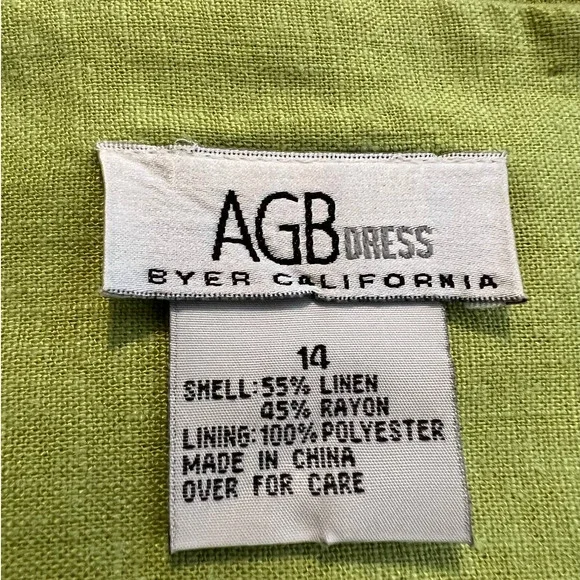 AGB DRESS
BYER CaLIFORNIA
14
SHELL: 55% LINEN
45% RAYON
LINING: 100% POLYESTER
MADE IN CHINA
OVER FOR CARE